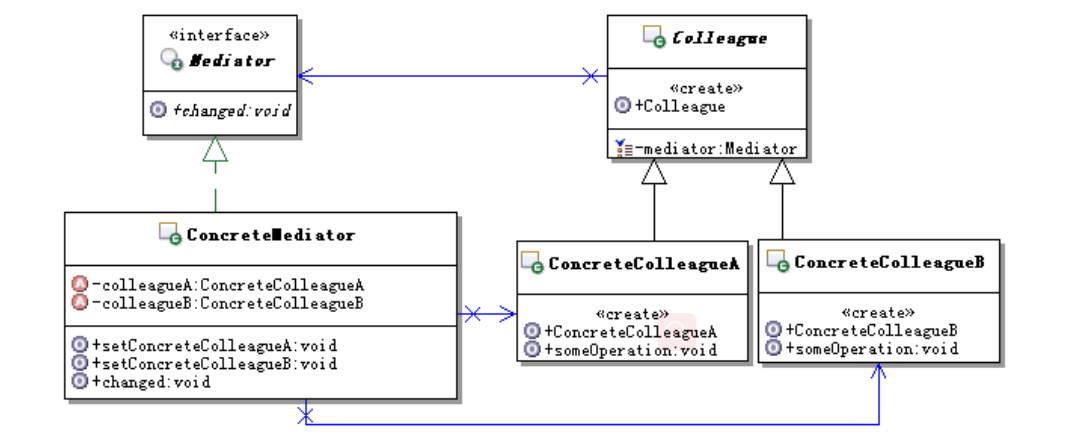 «interface»
Mediator
+changed:void
Colleague
«create»
+Colleague
-mediator:Mediator
ConcreteMediator
-colleagueA:ConcreteColleagueA
-colleagueB:ConcreteColleagueB
+setConcreteColleagueA:void
+setConcreteColleagueB:void
+changed:void
ConcreteColleagueA
«create»
+ConcreteColleagueA
+someOperation:void
ConcreteColleagueB
«create»
+ConcreteColleagueB
+someOperation:void